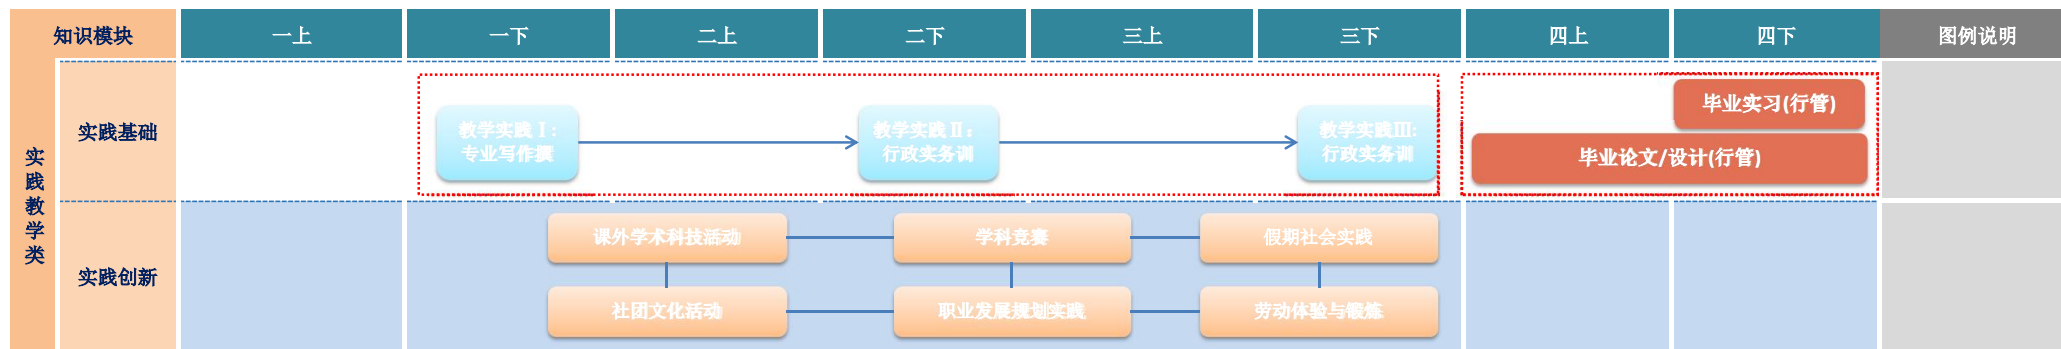 知识模块
一上
一下
二上
二下
三上
三下
四上
四下
图例说明
实践教学类
实践基础
教学实践Ⅰ:
专业写作撰
教学实践Ⅱ:
行政实务训
教学实践Ⅲ:
行政实务训
毕业实习(行管)
毕业论文/设计(行管)
实践创新
课外学术科技活动
学科竞赛
假期社会实践
社团文化活动
职业发展规划实践
劳动体验与锻炼